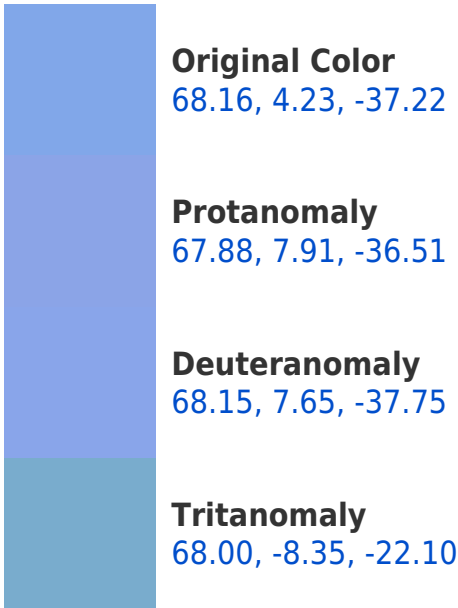 Original Color
68.16, 4.23, -37.22
Protanomaly
67.88, 7.91, -36.51
Deuteranomaly
68.15, 7.65, -37.75
Tritanomaly
68.00, -8.35, -22.10